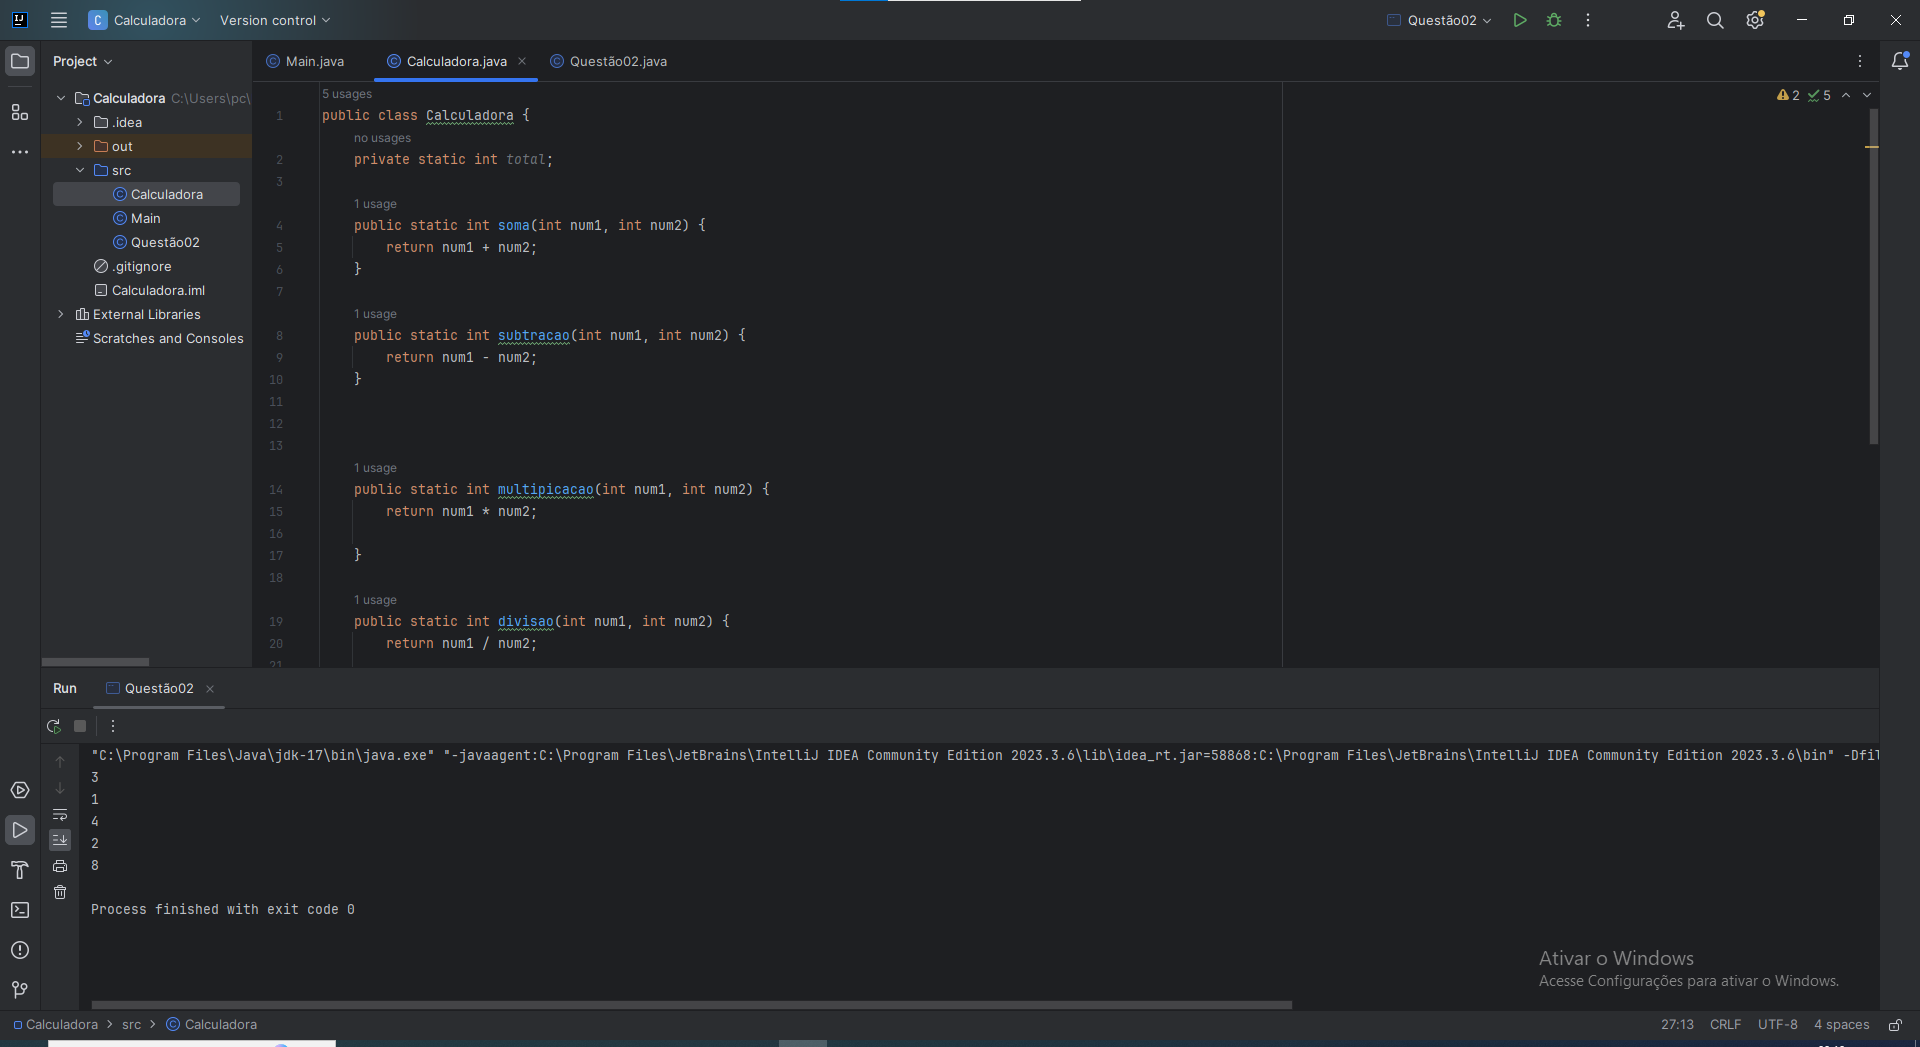 Calculadora Version control Questão02
Project Main.java Calculadora.java Questão02.java
Calculadora C:\Users\pc\
.idea
out
src
Calculadora
Main
Questão02
.gitignore
Calculadora.iml
External Libraries
Scratches and Consoles
2 5
5 usages
1 public class Calculadora {
no usages
2 private static int total;
3
1 usage
4 public static int soma(int num1, int num2) {
5 return num1 + num2;
6 }
7
1 usage
8 public static int subtracao(int num1, int num2) {
9 return num1 - num2;
10 }
11
12
13
1 usage
14 public static int multipicacao(int num1, int num2) {
15 return num1 * num2;
16
17 }
18
1 usage
19 public static int divisao(int num1, int num2) {
20 return num1 / num2;
21
Run Questão02
"C:\Program Files\Java\jdk-17\bin\java.exe" "-javaagent:C:\Program Files\JetBrains\IntelliJ IDEA Community Edition 2023.3.6\lib\idea_rt.jar=58868:C:\Program Files\JetBrains\IntelliJ IDEA Community Edition 2023.3.6\bin" -Dfil
3
1
4
2
8
Process finished with exit code 0
Ativar o Windows
Acesse Configurações para ativar o Windows.
Calculadora > src > Calculadora 27:13 CRLF UTF-8 4 spaces